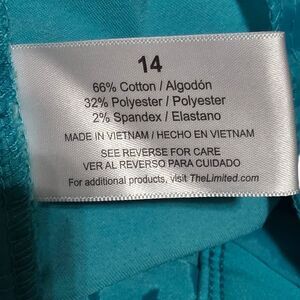 14
66% Cotton / Algodón
32% Polyester / Polyester
2% Spandex / Elastano
MADE IN VIETNAM / HECHO EN VIETNAM
SEE REVERSE FOR CARE
VER AL REVERSO PARA CUIDADO
For additional products, visit TheLimited.com